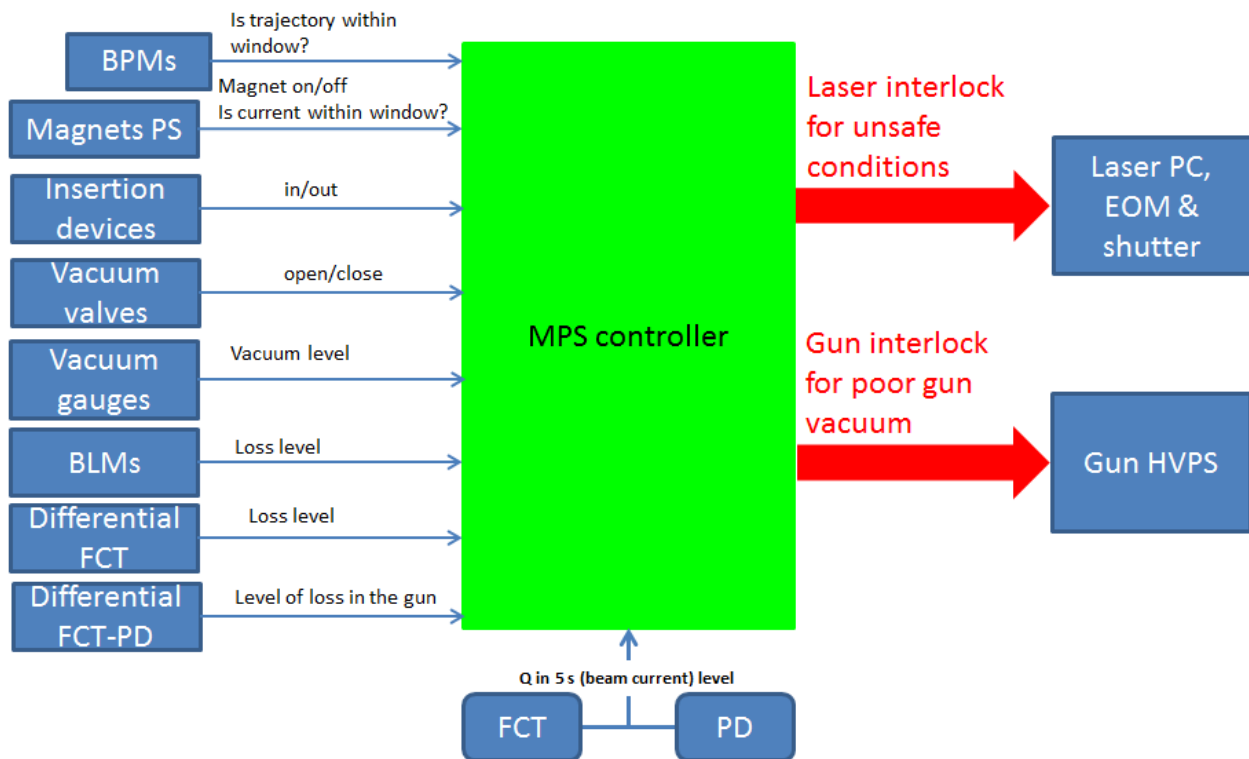 BPMs
Is trajectory within
window?
Magnets PS
Magnet on/off
Is current within window?
Insertion
devices
in/out
Vacuum
valves
open/close
Vacuum
gauges
Vacuum level
BLMs
Loss level
Differential
FCT
Loss level
Differential
FCT-PD
Level of loss in the gun
MPS controller
Q in 5 s (beam current) level
FCT
PD
Laser interlock
for unsafe
conditions
Laser PC,
EOM &
shutter
Gun interlock
for poor gun
vacuum
Gun HVPS